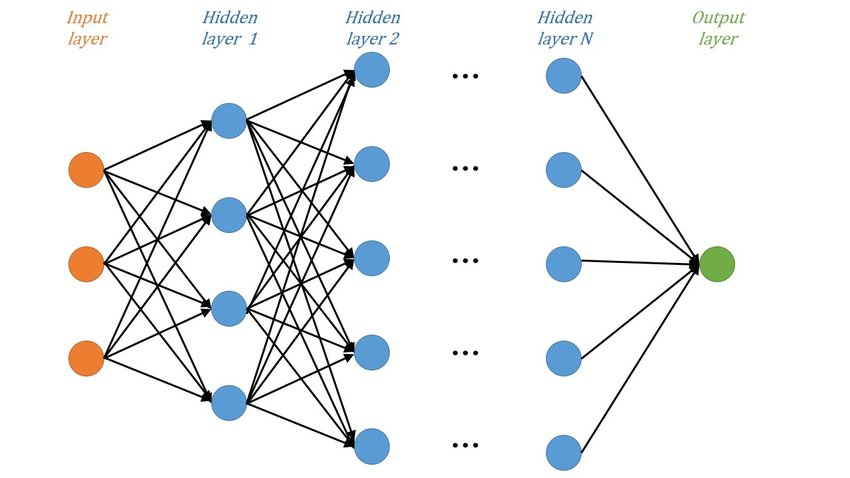 Input
layer
Hidden
layer 1
Hidden
layer 2
Hidden
layer N
Output
layer
...
...
...
...
...